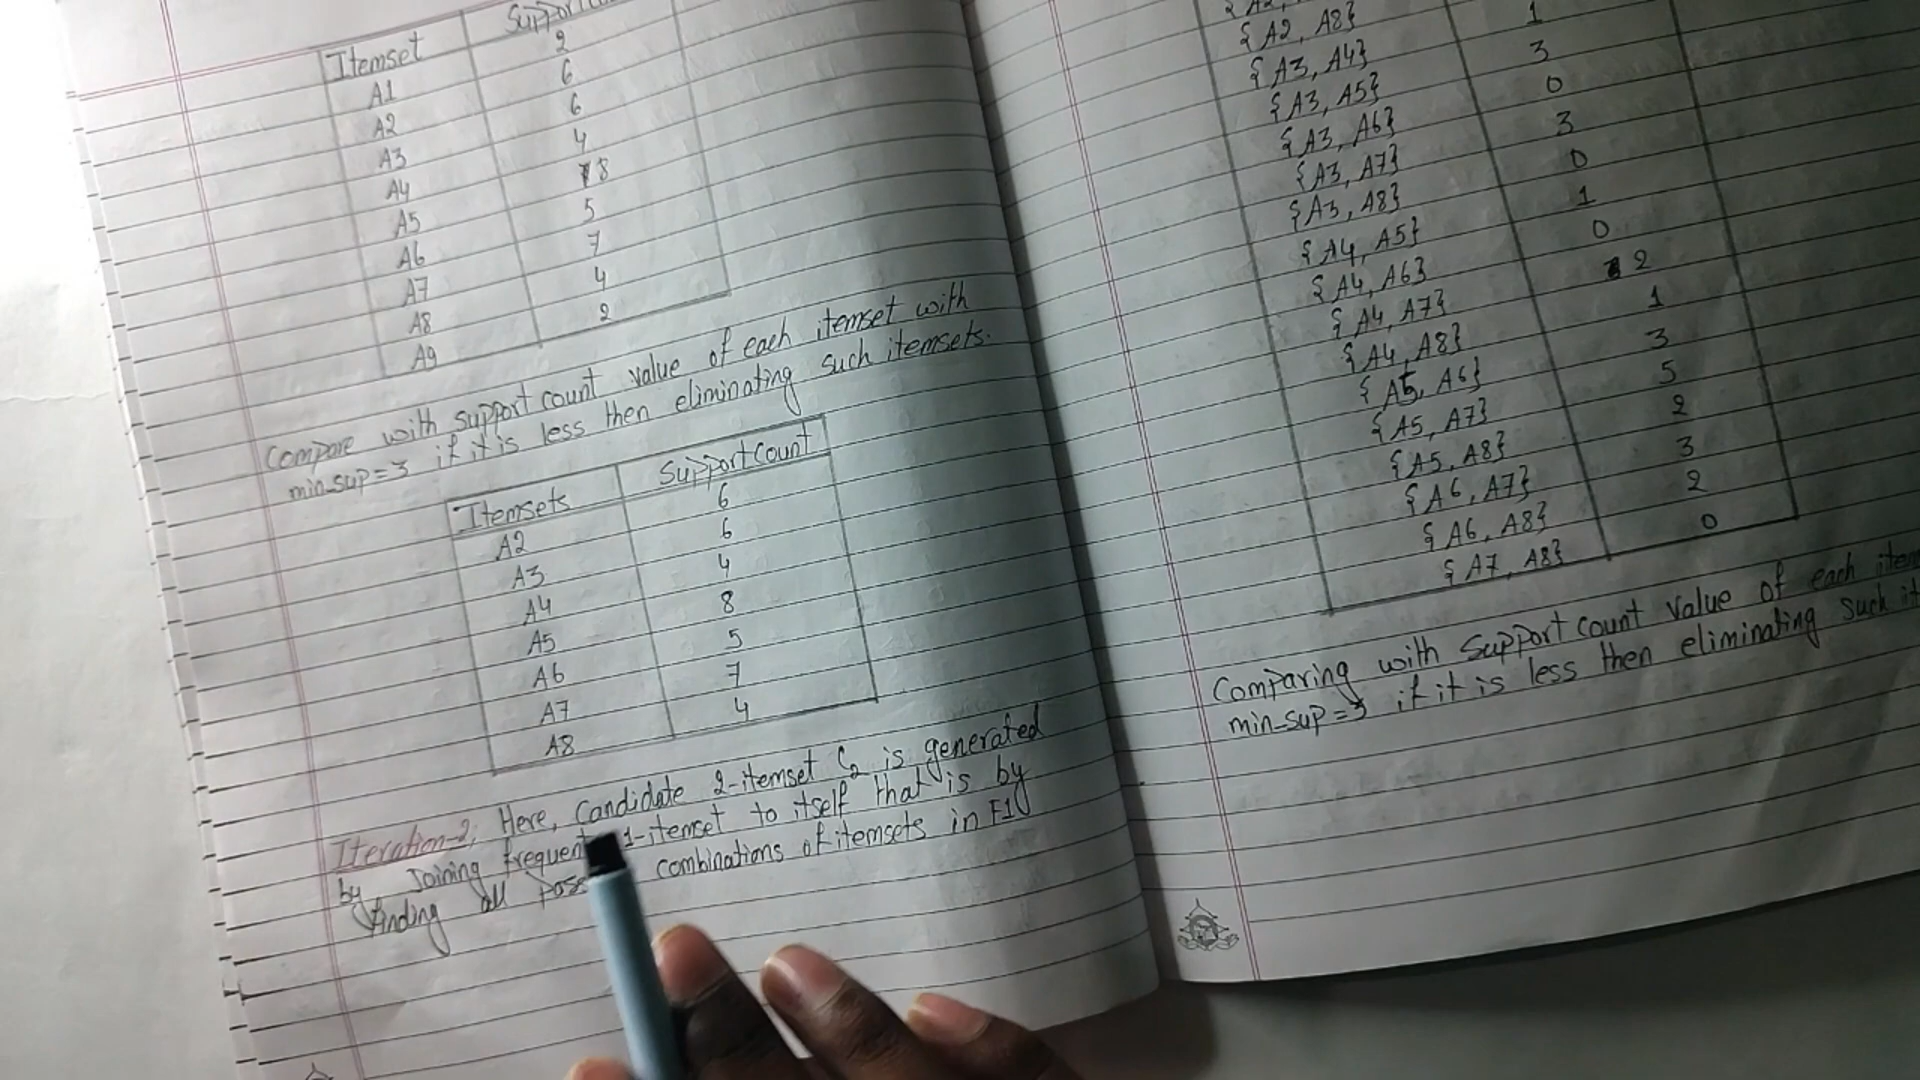 Itemset Support
A1 2
A2 6
A3 6
A4 4
A5 8
A6 5
A7 7
A8 4
A9 2
Compare with support count value of each itemset with
min_sup=3 if it is less then eliminating such itemsets.
Itemsets Support Count
A2 6
A3 6
A4 4
A5 8
A6 5
A7 7
A8 4
Iteration-2; Here, Candidate 2-itemset C2 is generated
by Joining frequent 1-itemset to itself that is by
finding all combinations of itemsets in F1
{A2, A8} 1
{A3, A4} 3
{A3, A5} 0
{A3, A6} 3
{A3, A7} 0
{A3, A8} 1
{A4, A5} 0
{A4, A6} 2
{A4, A7} 1
{A4, A8} 3
{A5, A6} 5
{A5, A7} 2
{A5, A8} 3
{A6, A7} 2
{A6, A8} 0
{A7, A8}
Comparing with Support count value of each
min_sup=3 if it is less then eliminating such